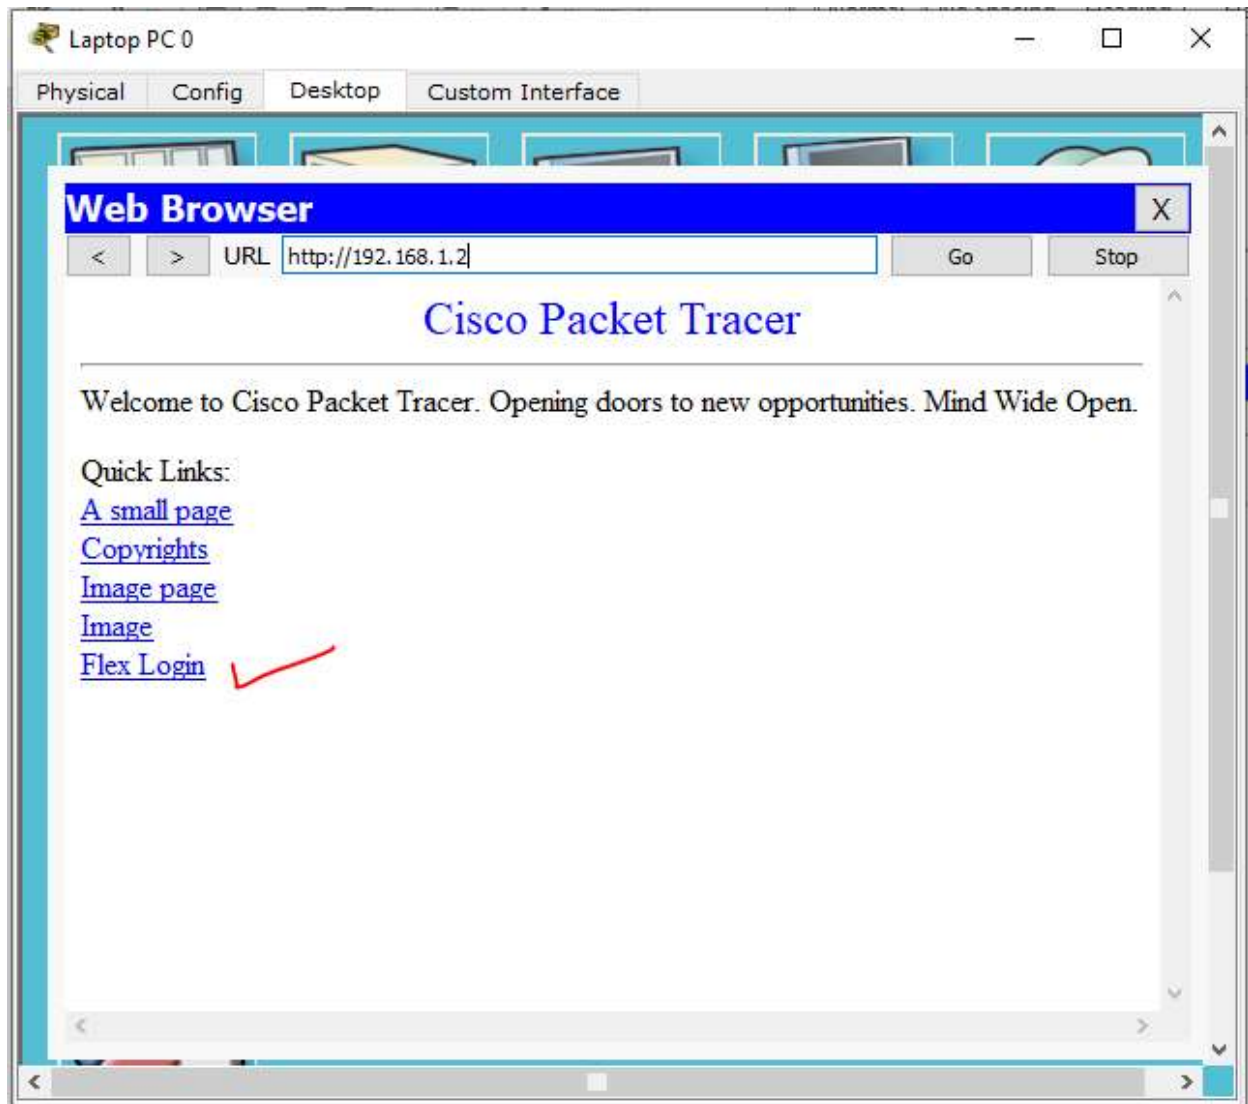 Laptop PC 0
Physical Config Desktop Custom Interface
Web Browser X
< > URL http://192.168.1.2 Go Stop
Cisco Packet Tracer
Welcome to Cisco Packet Tracer. Opening doors to new opportunities. Mind Wide Open.
Quick Links:
A small page
Copyrights
Image page
Image
Flex Login